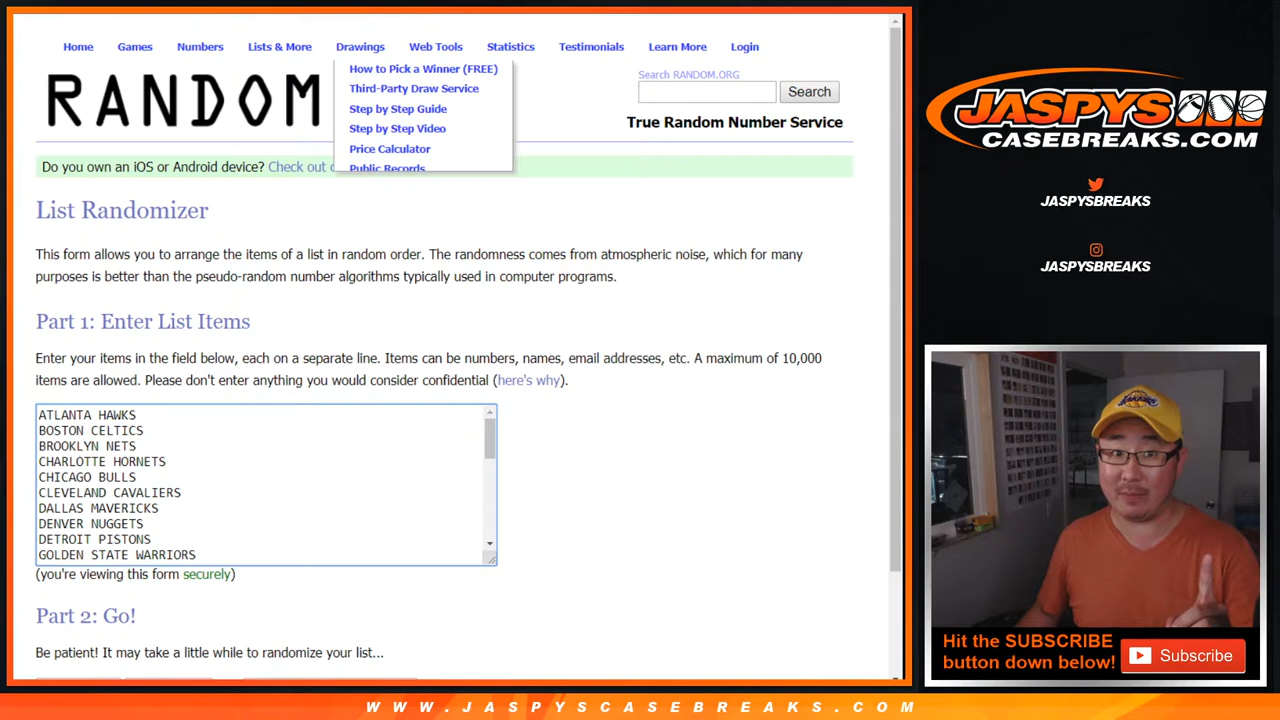 Home Games Numbers Lists & More Drawings Web Tools Statistics Testimonials Learn More Login
How to Pick a Winner (FREE)
Third-Party Draw Service
Step by Step Guide
Step by Step Video
Price Calculator
Public Records
RANDOM
Search RANDOM.ORG
Search
True Random Number Service
Do you own an iOS or Android device? Check out
List Randomizer
This form allows you to arrange the items of a list in random order. The randomness comes from atmospheric noise, which for many
purposes is better than the pseudo-random number algorithms typically used in computer programs.
Part 1: Enter List Items
Enter your items in the field below, each on a separate line. Items can be numbers, names, email addresses, etc. A maximum of 10,000
items are allowed. Please don't enter anything you would consider confidential (here's why).
ATLANTA HAWKS
BOSTON CELTICS
BROOKLYN NETS
CHARLOTTE HORNETS
CHICAGO BULLS
CLEVELAND CAVALIERS
DALLAS MAVERICKS
DENVER NUGGETS
DETROIT PISTONS
GOLDEN STATE WARRIORS
(you're viewing this form securely)
Part 2: Go!
Be patient! It may take a little while to randomize your list...
JASPYS
CASEBREAKS.COM
JASPYSBREAKS
JASPYSBREAKS
Hit the SUBSCRIBE
button down below!
Subscribe
WWW.JASPYSCASEBREAKS.COM